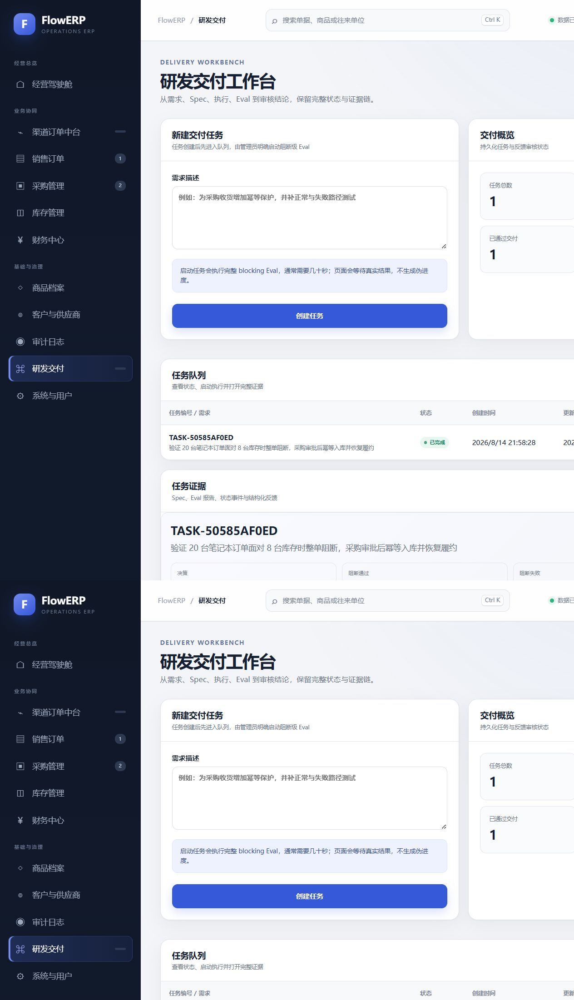 F
FlowERP
OPERATIONS ERP
经营总览
经营驾驶舱
业务协同
渠道订单中台
销售订单 1
采购管理 2
库存管理
¥ 财务中心
基础与治理
商品档案
客户与供应商
审计日志
⌘ 研发交付
系统与用户
FlowERP / 研发交付
搜索单据、商品或往来单位 Ctrl K
数据已
DELIVERY WORKBENCH
研发交付工作台
从需求、Spec、执行、Eval 到审核结论，保留完整状态与证据链。
新建交付任务
任务创建后先进入队列，由管理员明确启动阻断级 Eval
需求描述
例如：为采购收货增加幂等保护，并补正常与失败路径测试
启动任务会执行完整 blocking Eval，通常需要几十秒；页面会等待真实结果，不生成伪进
度。
创建任务
交付概览
持久化任务与反馈审核状态
任务总数
1
已通过交付
1
任务队列
查看状态、启动执行并打开完整证据
任务编号 / 需求 状态 创建时间 更新
TASK-50585AF0ED
验证 20 台笔记本订单面对 8 台库存时整单阻断，采购审批后幂等入库并恢复履约
已完成 2026/8/14 21:58:28 202
任务证据
Spec、Eval 报告、状态事件与结构化反馈
TASK-50585AF0ED
验证 20 台笔记本订单面对 8 台库存时整单阻断，采购审批后幂等入库并恢复履约
决策 阻断通过 阻断失败
F
FlowERP
OPERATIONS ERP
经营总览
经营驾驶舱
业务协同
渠道订单中台
销售订单 1
采购管理 2
库存管理
¥ 财务中心
基础与治理
商品档案
客户与供应商
审计日志
⌘ 研发交付
系统与用户
FlowERP / 研发交付
搜索单据、商品或往来单位 Ctrl K
数据已
DELIVERY WORKBENCH
研发交付工作台
从需求、Spec、执行、Eval 到审核结论，保留完整状态与证据链。
新建交付任务
任务创建后先进入队列，由管理员明确启动阻断级 Eval
需求描述
例如：为采购收货增加幂等保护，并补正常与失败路径测试
启动任务会执行完整 blocking Eval，通常需要几十秒；页面会等待真实结果，不生成伪进
度。
创建任务
交付概览
持久化任务与反馈审核状态
任务总数
1
已通过交付
1
任务队列
查看状态、启动执行并打开完整证据
任务编号 / 需求 状态 创建时间 更新